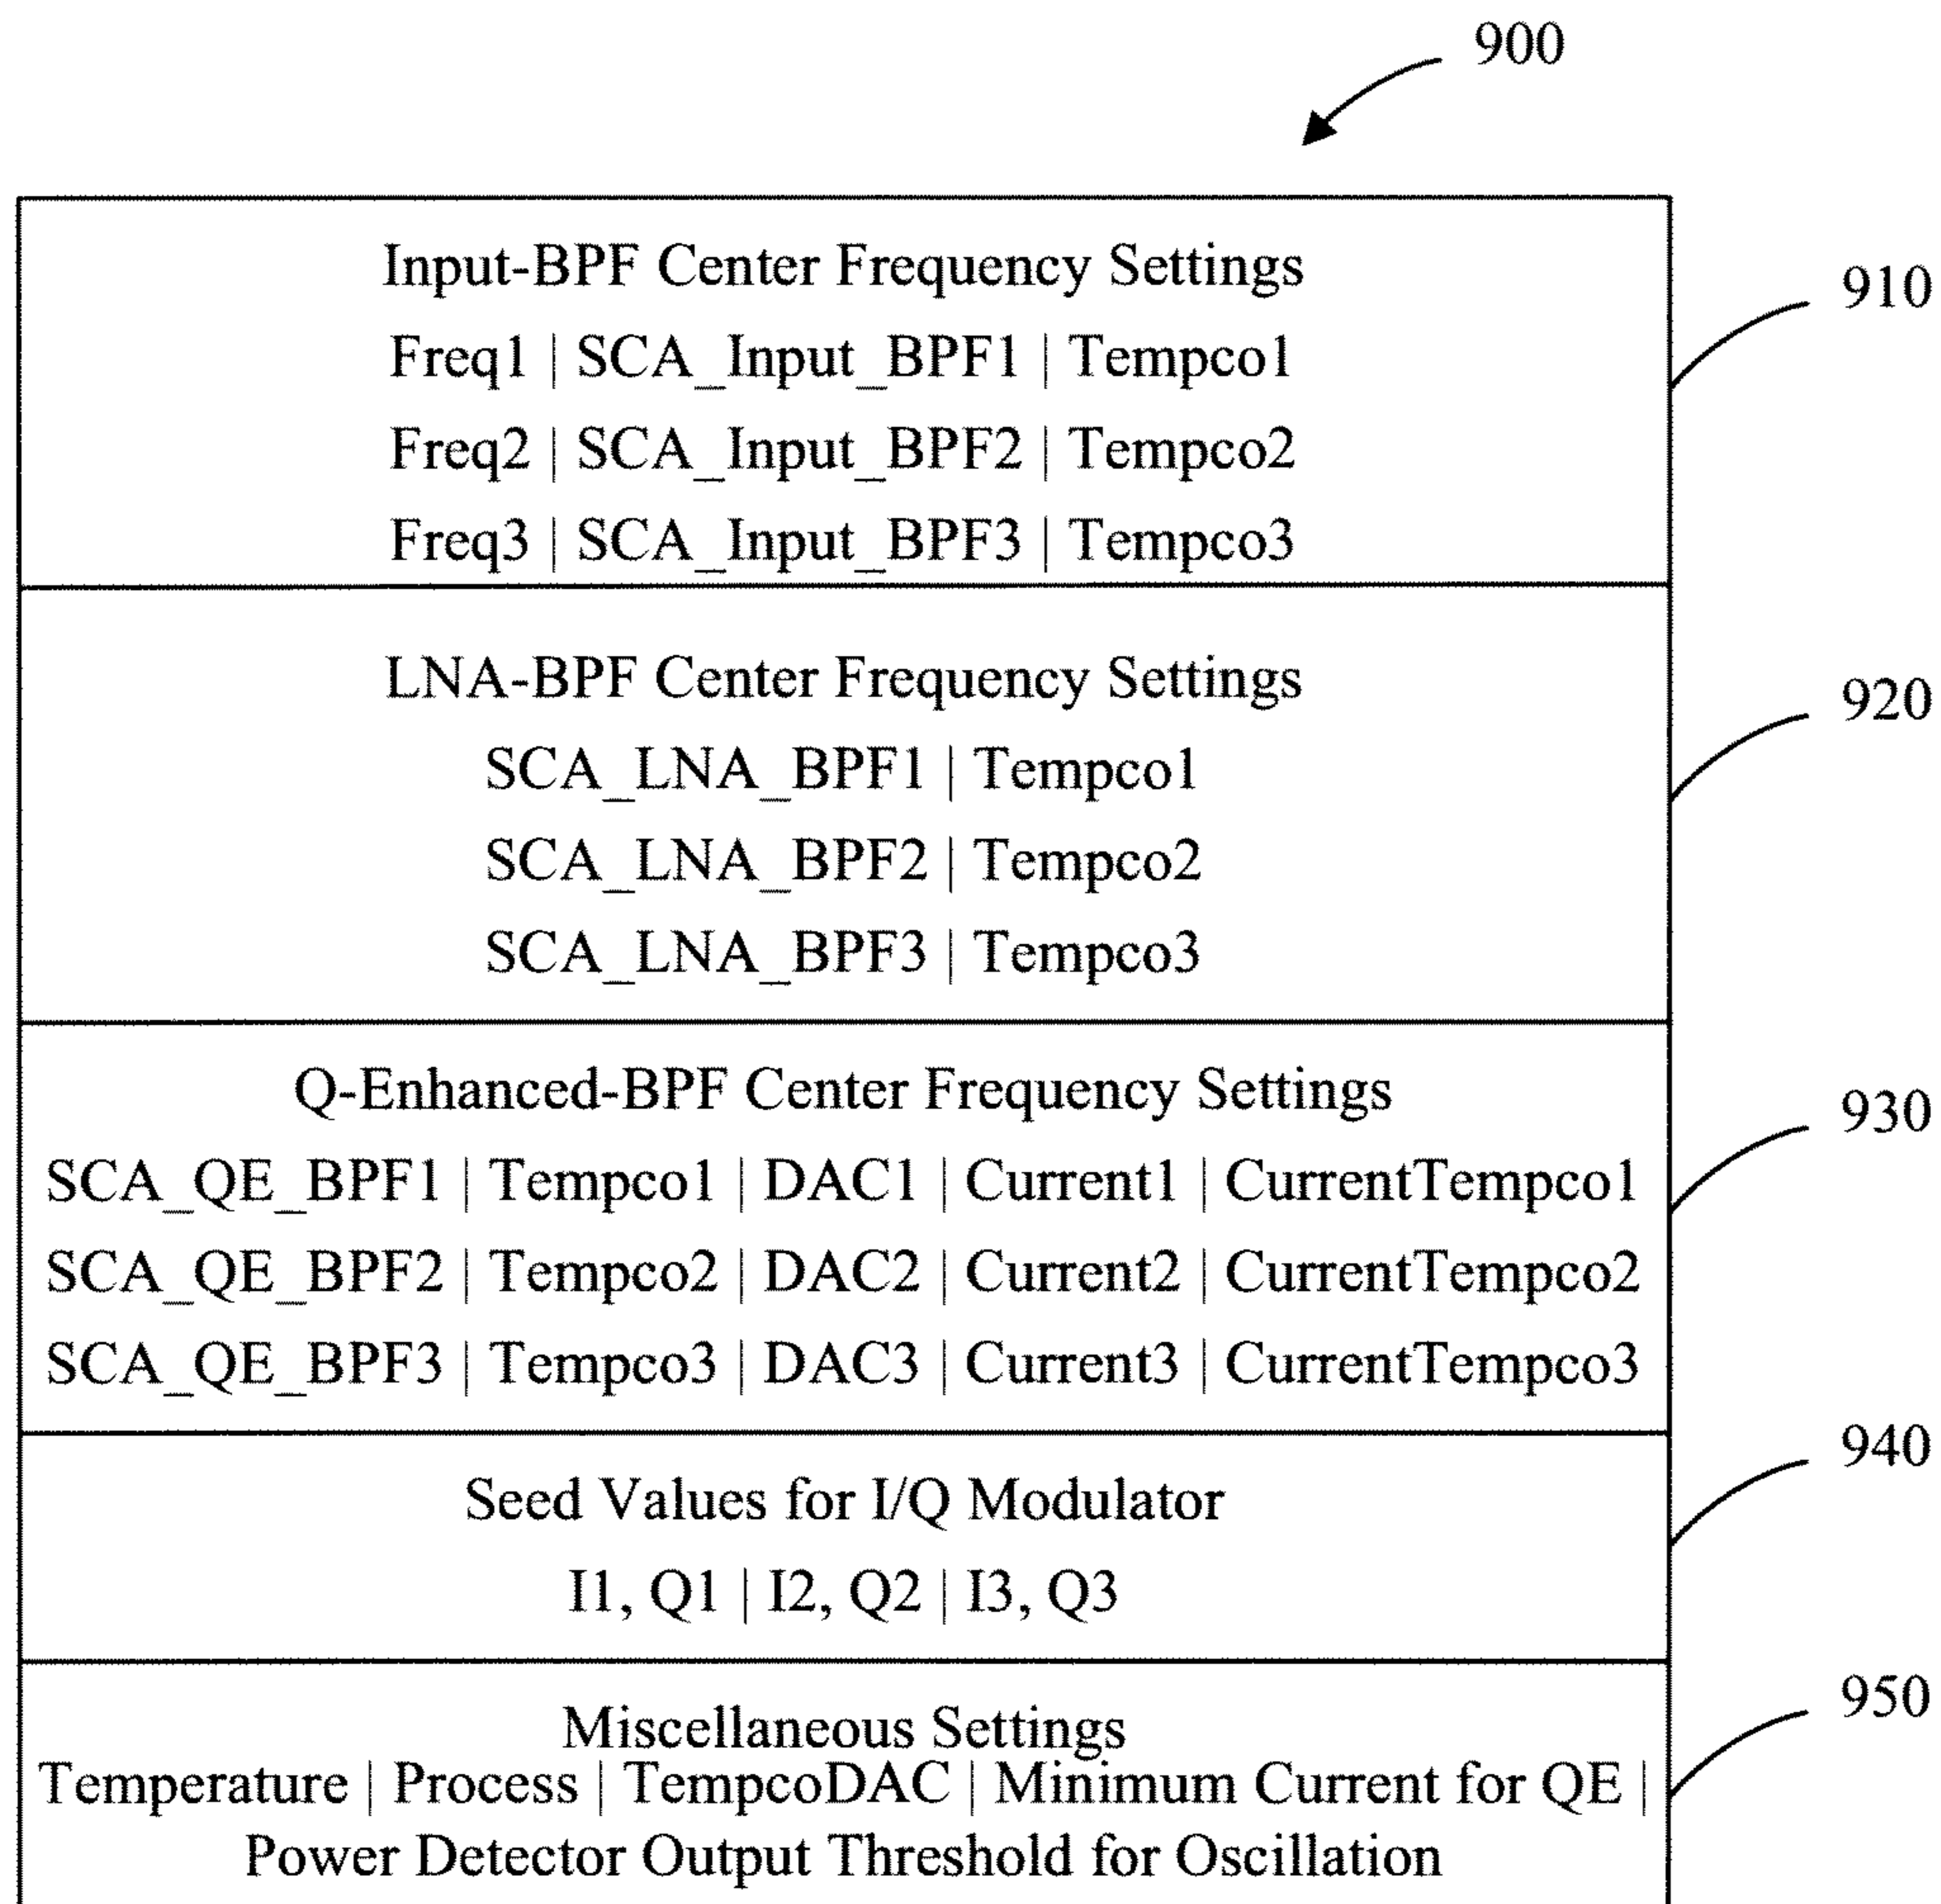 900
Input-BPF Center Frequency Settings
Freq1 | SCA_Input_BPF1 | Tempco1
Freq2 | SCA_Input_BPF2 | Tempco2
Freq3 | SCA_Input_BPF3 | Tempco3
910
LNA-BPF Center Frequency Settings
SCA_LNA_BPF1 | Tempco1
SCA_LNA_BPF2 | Tempco2
SCA_LNA_BPF3 | Tempco3
920
Q-Enhanced-BPF Center Frequency Settings
SCA_QE_BPF1 | Tempco1 | DAC1 | Current1 | CurrentTempco1
SCA_QE_BPF2 | Tempco2 | DAC2 | Current2 | CurrentTempco2
SCA_QE_BPF3 | Tempco3 | DAC3 | Current3 | CurrentTempco3
930
Seed Values for I/Q Modulator
I1, Q1 | I2, Q2 | I3, Q3
940
Miscellaneous Settings
Temperature | Process | TempcoDAC | Minimum Current for QE |
Power Detector Output Threshold for Oscillation
950